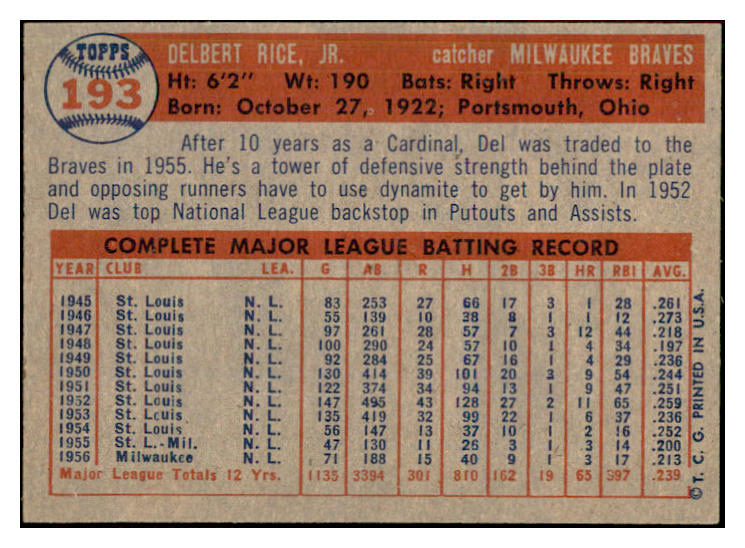 TOPPS
193
DELBERT RICE, JR. catcher MILWAUKEE BRAVES
Ht: 6'2" Wt: 190 Bats: Right Throws: Right
Born: October 27, 1922; Portsmouth, Ohio
After 10 years as a Cardinal, Del was traded to the
Braves in 1955. He's a tower of defensive strength behind the plate
and opposing runners have to use dynamite to get by him. In 1952
Del was top National League backstop in Putouts and Assists.
COMPLETE MAJOR LEAGUE BATTING RECORD
YEAR CLUB LEA. G AB R H 2B 3B HR RBI AVG.
1945 St. Louis N. L. 83 253 27 66 17 3 1 28 .261
1946 St. Louis N. L. 55 139 10 38 8 1 1 12 .273
1947 St. Louis N. L. 97 261 28 57 7 3 12 44 .218
1948 St. Louis N. L. 100 290 24 57 10 1 4 34 .197
1949 St. Louis N. L. 92 284 25 67 16 1 4 29 .236
1950 St. Louis N. L. 130 414 39 101 20 3 9 54 .244
1951 St. Louis N. L. 122 374 34 94 13 1 9 47 .251
1952 St. Louis N. L. 147 495 43 128 27 2 11 65 .259
1953 St. Louis N. L. 135 419 32 99 22 1 6 37 .236
1954 St. Louis N. L. 56 147 13 37 10 1 2 16 .252
1955 St. L.-Mil. N. L. 47 130 11 26 3 1 3 14 .200
1956 Milwaukee N. L. 71 188 15 40 9 1 3 17 .213
Major League Totals 12 Yrs. 1135 3394 301 810 162 19 65 397 .239
© T. C. G. PRINTED IN U.S.A.